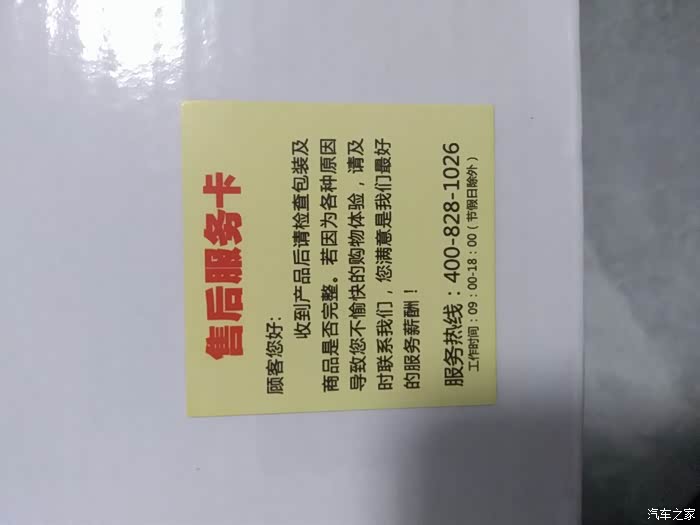 售后服务卡
顾客您好：
收到产品后请检查包装及
商品是否完整。若因为各种原因
导致您不愉快的购物体验，请及
时联系我们，您满意是我们最好
的服务薪酬！
服务热线：400-828-1026
工作时间：09：00-18：00（节假日除外）
汽车之家